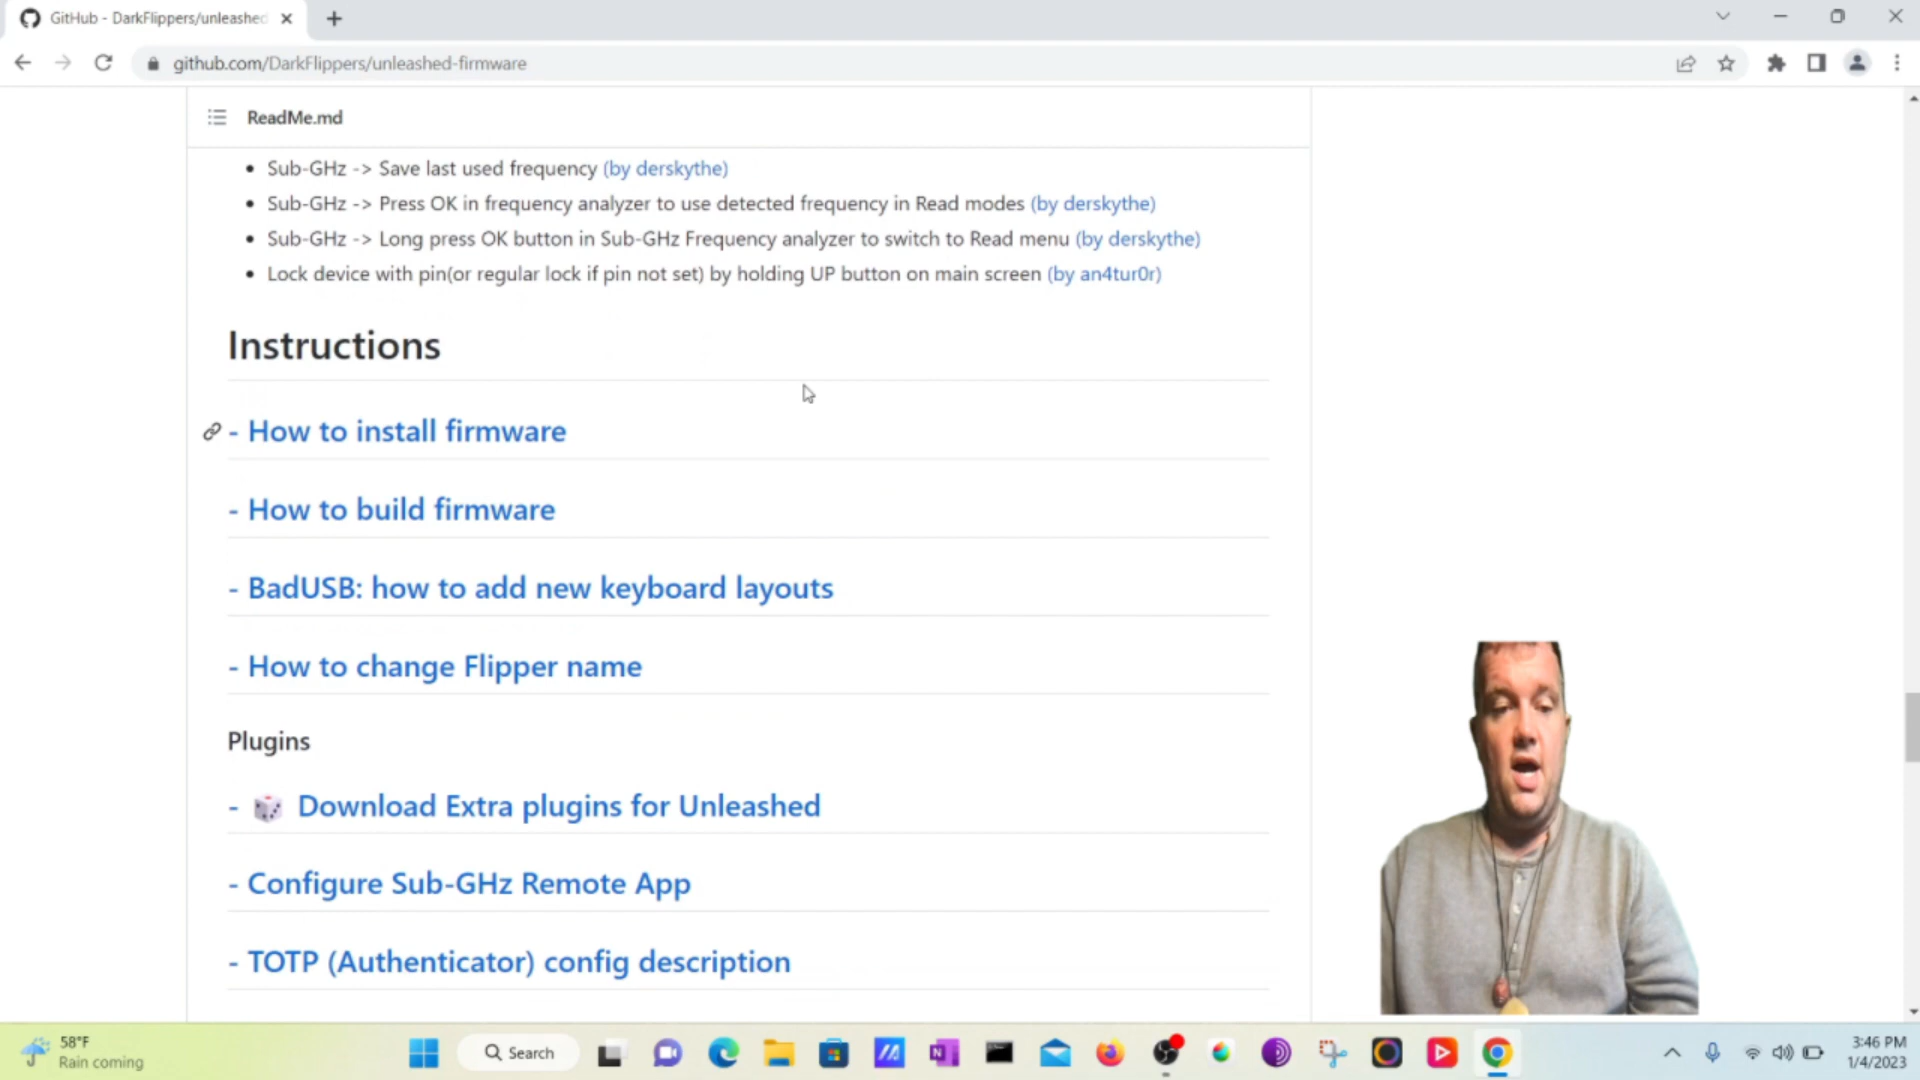 GitHub - DarkFlippers/unleashed
github.com/DarkFlippers/unleashed-firmware
ReadMe.md
Sub-GHz -> Save last used frequency (by derskythe)
Sub-GHz -> Press OK in frequency analyzer to use detected frequency in Read modes (by derskythe)
Sub-GHz -> Long press OK button in Sub-GHz Frequency analyzer to switch to Read menu (by derskythe)
Lock device with pin(or regular lock if pin not set) by holding UP button on main screen (by an4tur0r)
Instructions
- How to install firmware
- How to build firmware
- BadUSB: how to add new keyboard layouts
- How to change Flipper name
Plugins
- Download Extra plugins for Unleashed
- Configure Sub-GHz Remote App
- TOTP (Authenticator) config description
58°F
Rain coming
Search
3:46 PM
1/4/2023